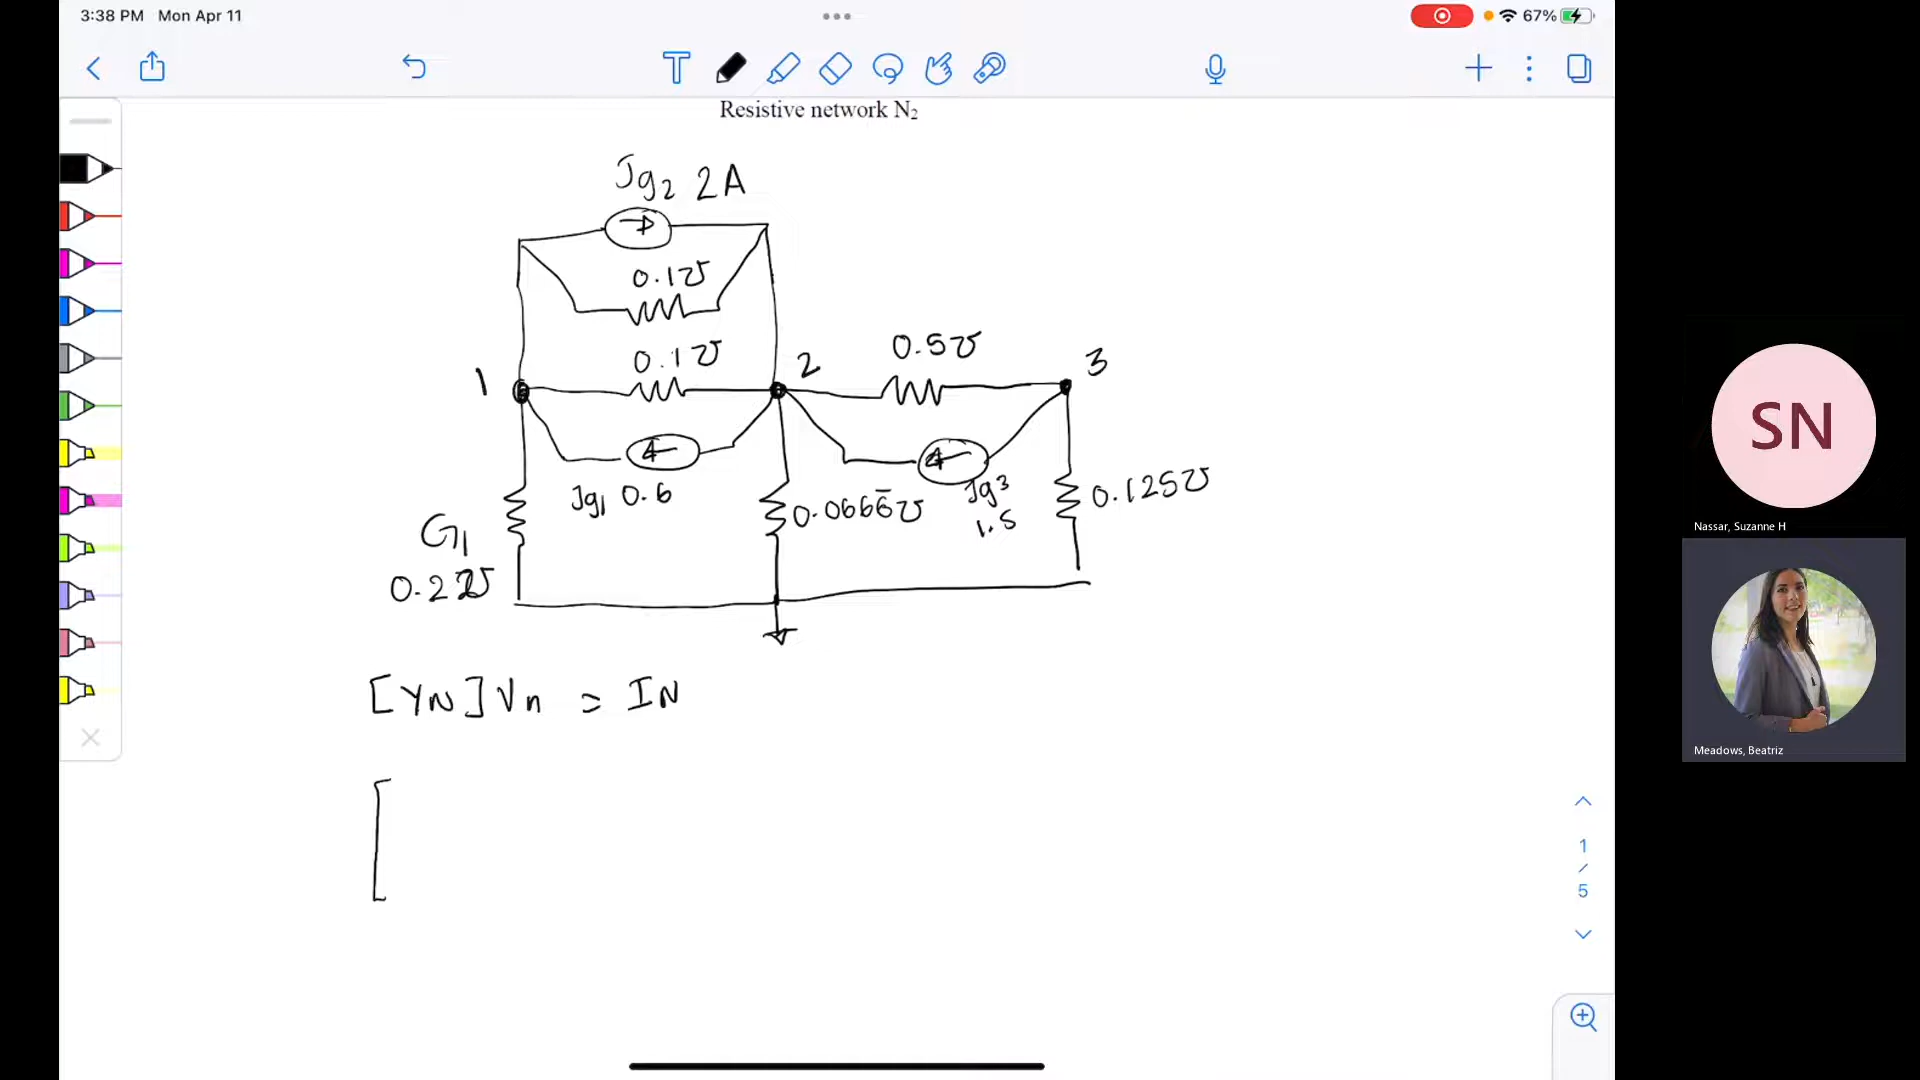 3:38 PM Mon Apr 11
67%
Resistive network N₂
Jg₂ 2A
0.1℧
0.1℧
1
2
0.5℧
3
Jg₁ 0.6
0.0666̅℧
Jg³
1.5
0.125℧
G₁
0.2℧
[YN]Vn = IN
[
1
/
5
SN
Nassar, Suzanne H
Meadows, Beatriz